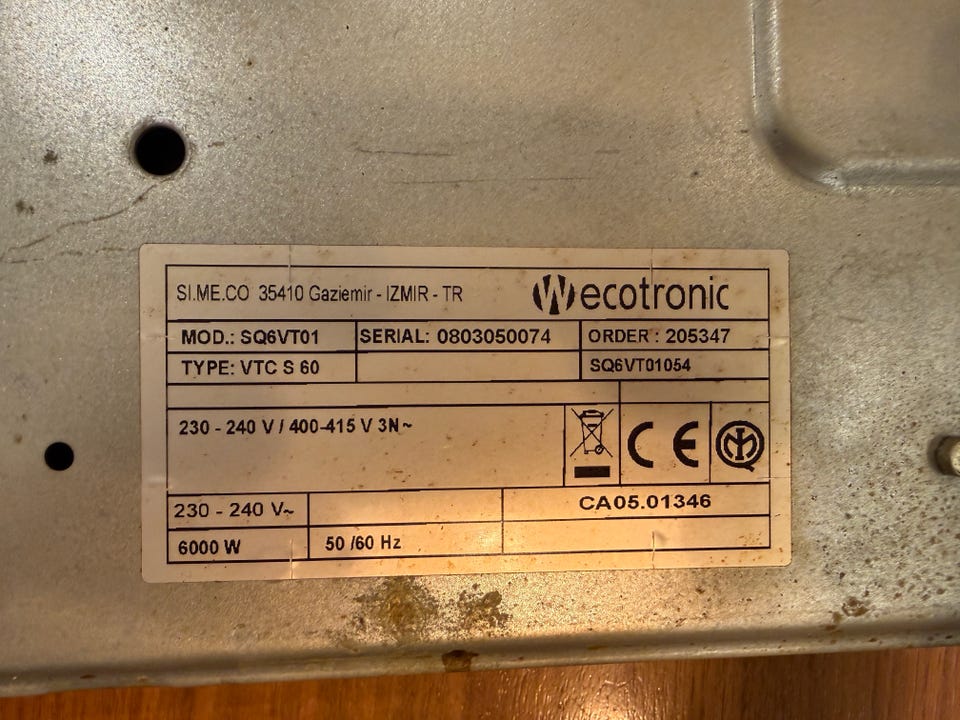 SI.ME.CO 35410 Gaziemir - IZMIR - TR
Wecotronic
MOD.: SQ6VT01 SERIAL: 0803050074 ORDER : 205347
TYPE: VTC S 60 SQ6VT01054
230 - 240 V / 400-415 V 3N~
CE
230 - 240 V~ CA05.01346
6000 W 50 /60 Hz